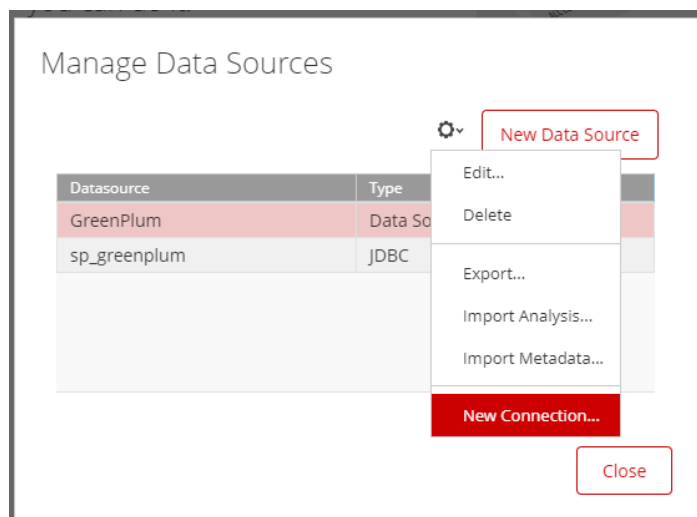 Manage Data Sources
New Data Source
Datasource Type
GreenPlum Data So
sp_greenplum JDBC
Edit...
Delete
Export...
Import Analysis...
Import Metadata...
New Connection...
Close